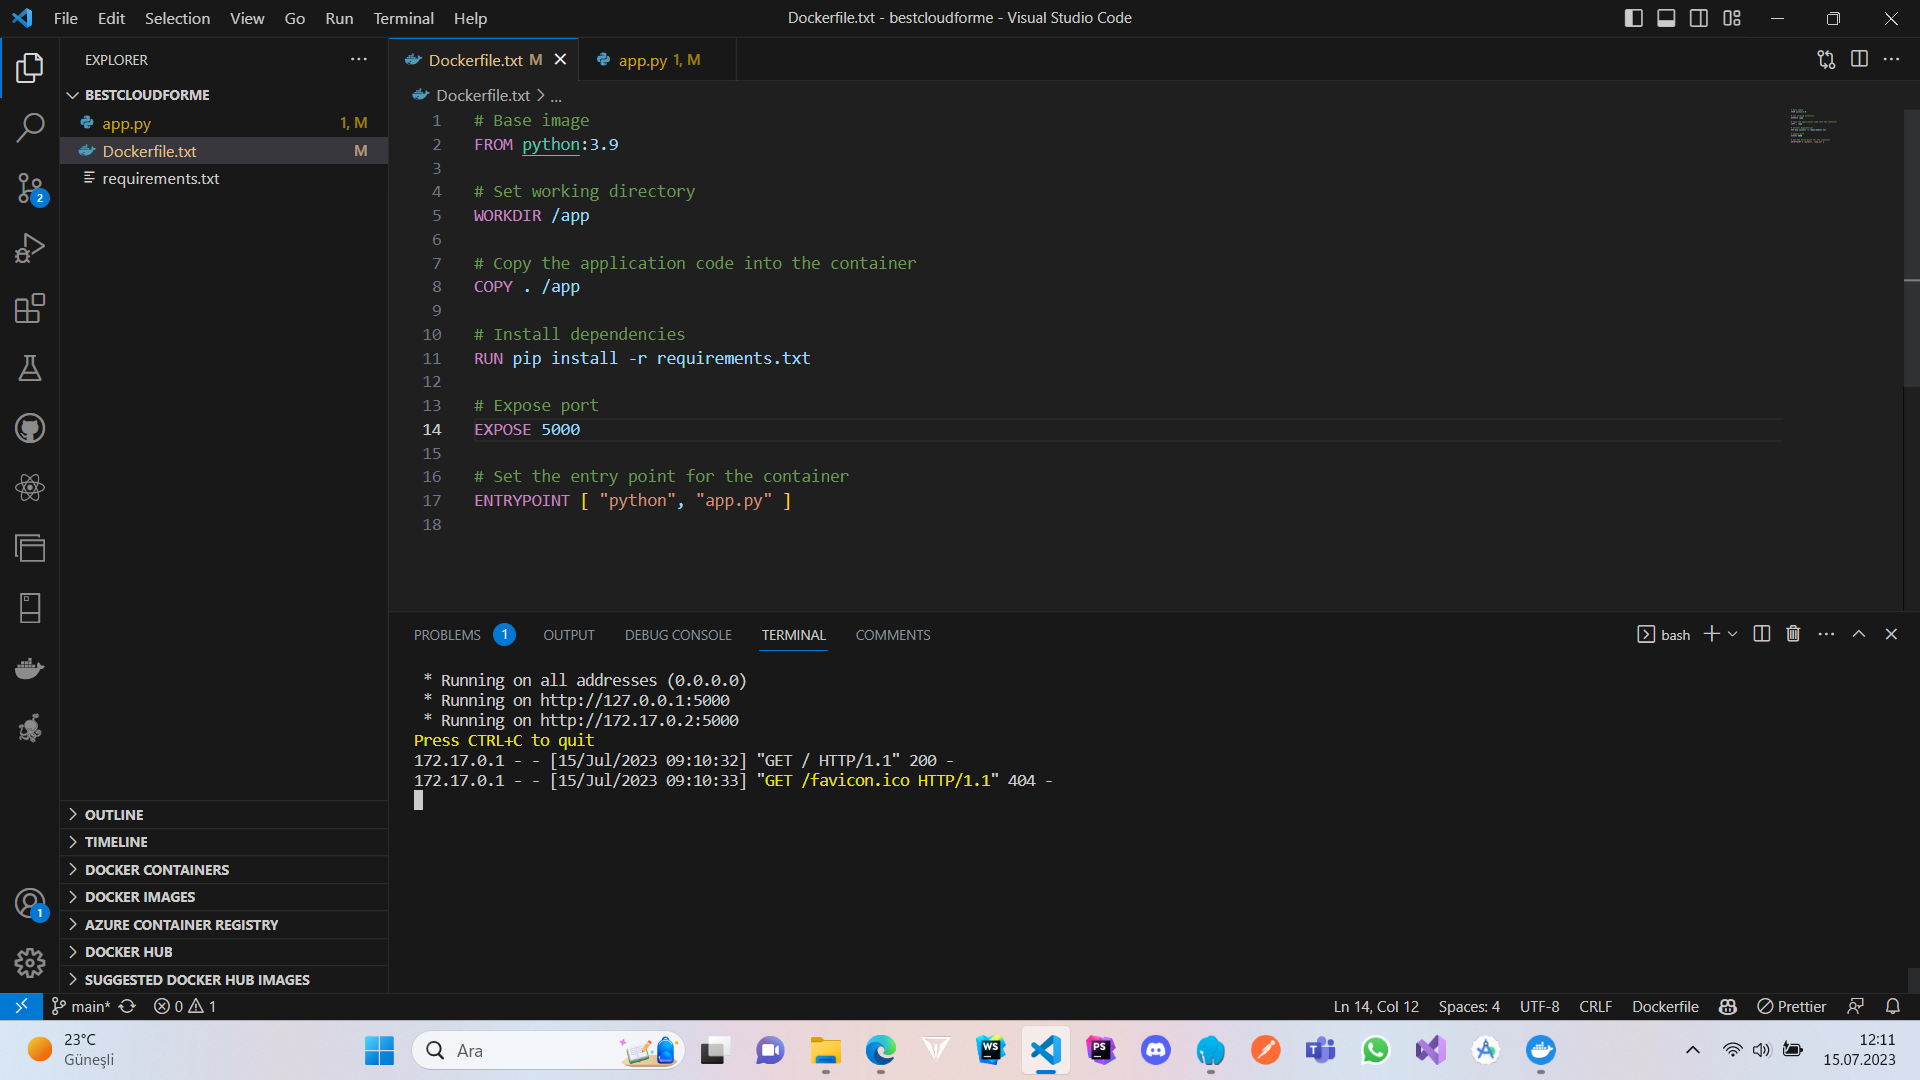 File Edit Selection View Go Run Terminal Help
Dockerfile.txt - bestcloudforme - Visual Studio Code
EXPLORER
BESTCLOUDFORME
app.py 1, M
Dockerfile.txt M
requirements.txt
OUTLINE
TIMELINE
DOCKER CONTAINERS
DOCKER IMAGES
AZURE CONTAINER REGISTRY
DOCKER HUB
SUGGESTED DOCKER HUB IMAGES
2
1
Dockerfile.txt M
app.py 1, M
Dockerfile.txt > ...
1 # Base image
2 FROM python:3.9
3
4 # Set working directory
5 WORKDIR /app
6
7 # Copy the application code into the container
8 COPY . /app
9
10 # Install dependencies
11 RUN pip install -r requirements.txt
12
13 # Expose port
14 EXPOSE 5000
15
16 # Set the entry point for the container
17 ENTRYPOINT [ "python", "app.py" ]
18
PROBLEMS 1 OUTPUT DEBUG CONSOLE TERMINAL COMMENTS
bash
* Running on all addresses (0.0.0.0)
* Running on http://127.0.0.1:5000
* Running on http://172.17.0.2:5000
Press CTRL+C to quit
172.17.0.1 - - [15/Jul/2023 09:10:32] "GET / HTTP/1.1" 200 -
172.17.0.1 - - [15/Jul/2023 09:10:33] "GET /favicon.ico HTTP/1.1" 404 -
main* 0 1
Ln 14, Col 12 Spaces: 4 UTF-8 CRLF Dockerfile Prettier
23°C
Güneşli
Ara
WS
PS
12:11
15.07.2023